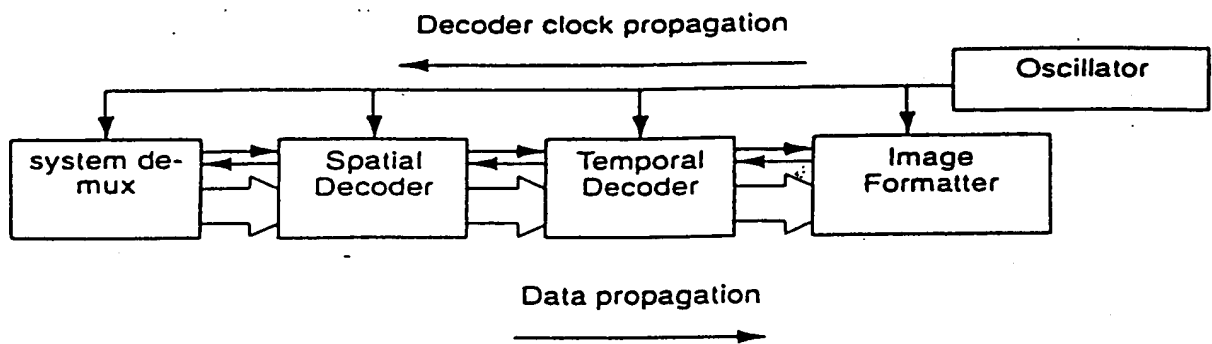 Decoder clock propagation
Oscillator
system de-
mux
Spatial
Decoder
Temporal
Decoder
Image
Formatter
Data propagation